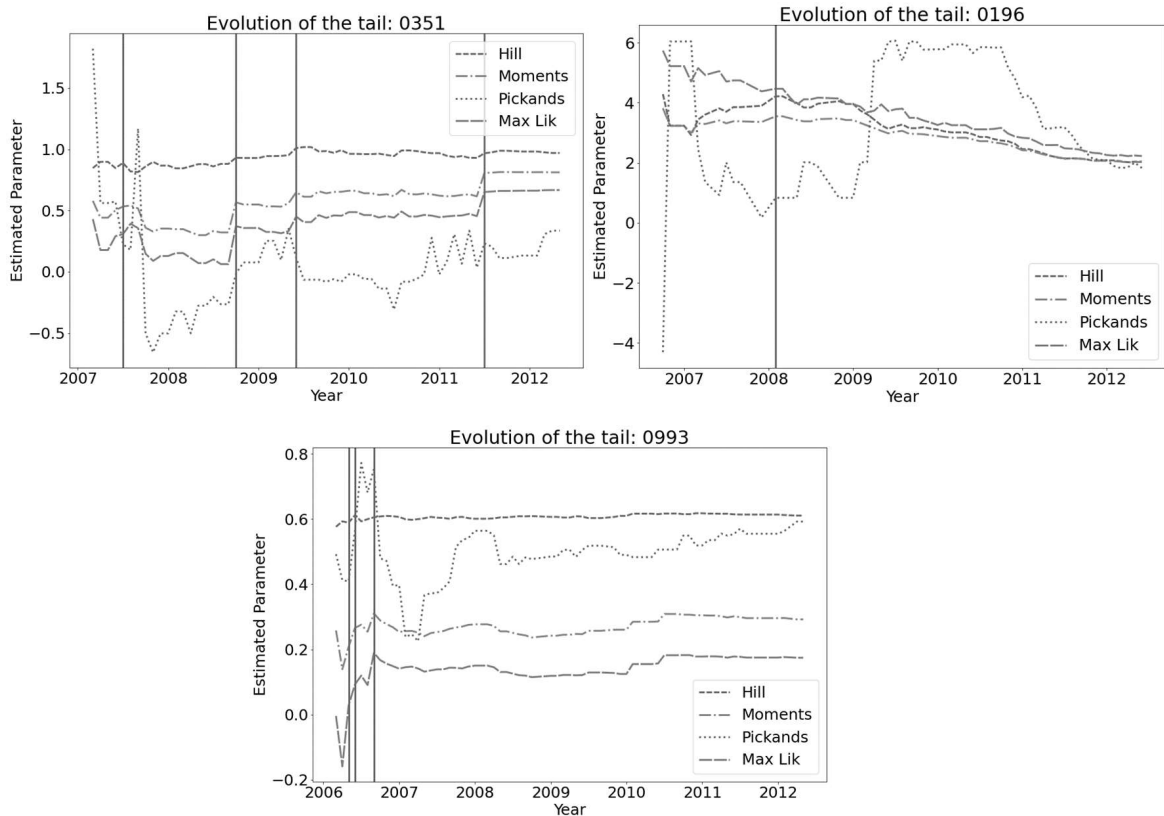 Evolution of the tail: 0351
Estimated Parameter
1.5
1.0
0.5
0.0
−0.5
Hill
Moments
Pickands
Max Lik
2007 2008 2009 2010 2011 2012
Year
Evolution of the tail: 0196
Estimated Parameter
6
4
2
0
−2
−4
Hill
Moments
Pickands
Max Lik
2007 2008 2009 2010 2011 2012
Year
Evolution of the tail: 0993
Estimated Parameter
0.8
0.6
0.4
0.2
0.0
−0.2
Hill
Moments
Pickands
Max Lik
2006 2007 2008 2009 2010 2011 2012
Year